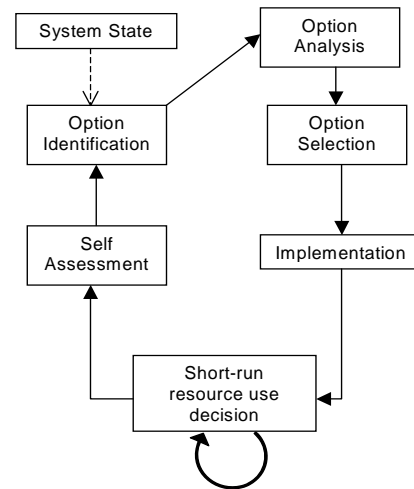 System State
Option
Analysis
Option
Identification
Option
Selection
Self
Assessment
Implementation
Short-run
resource use
decision